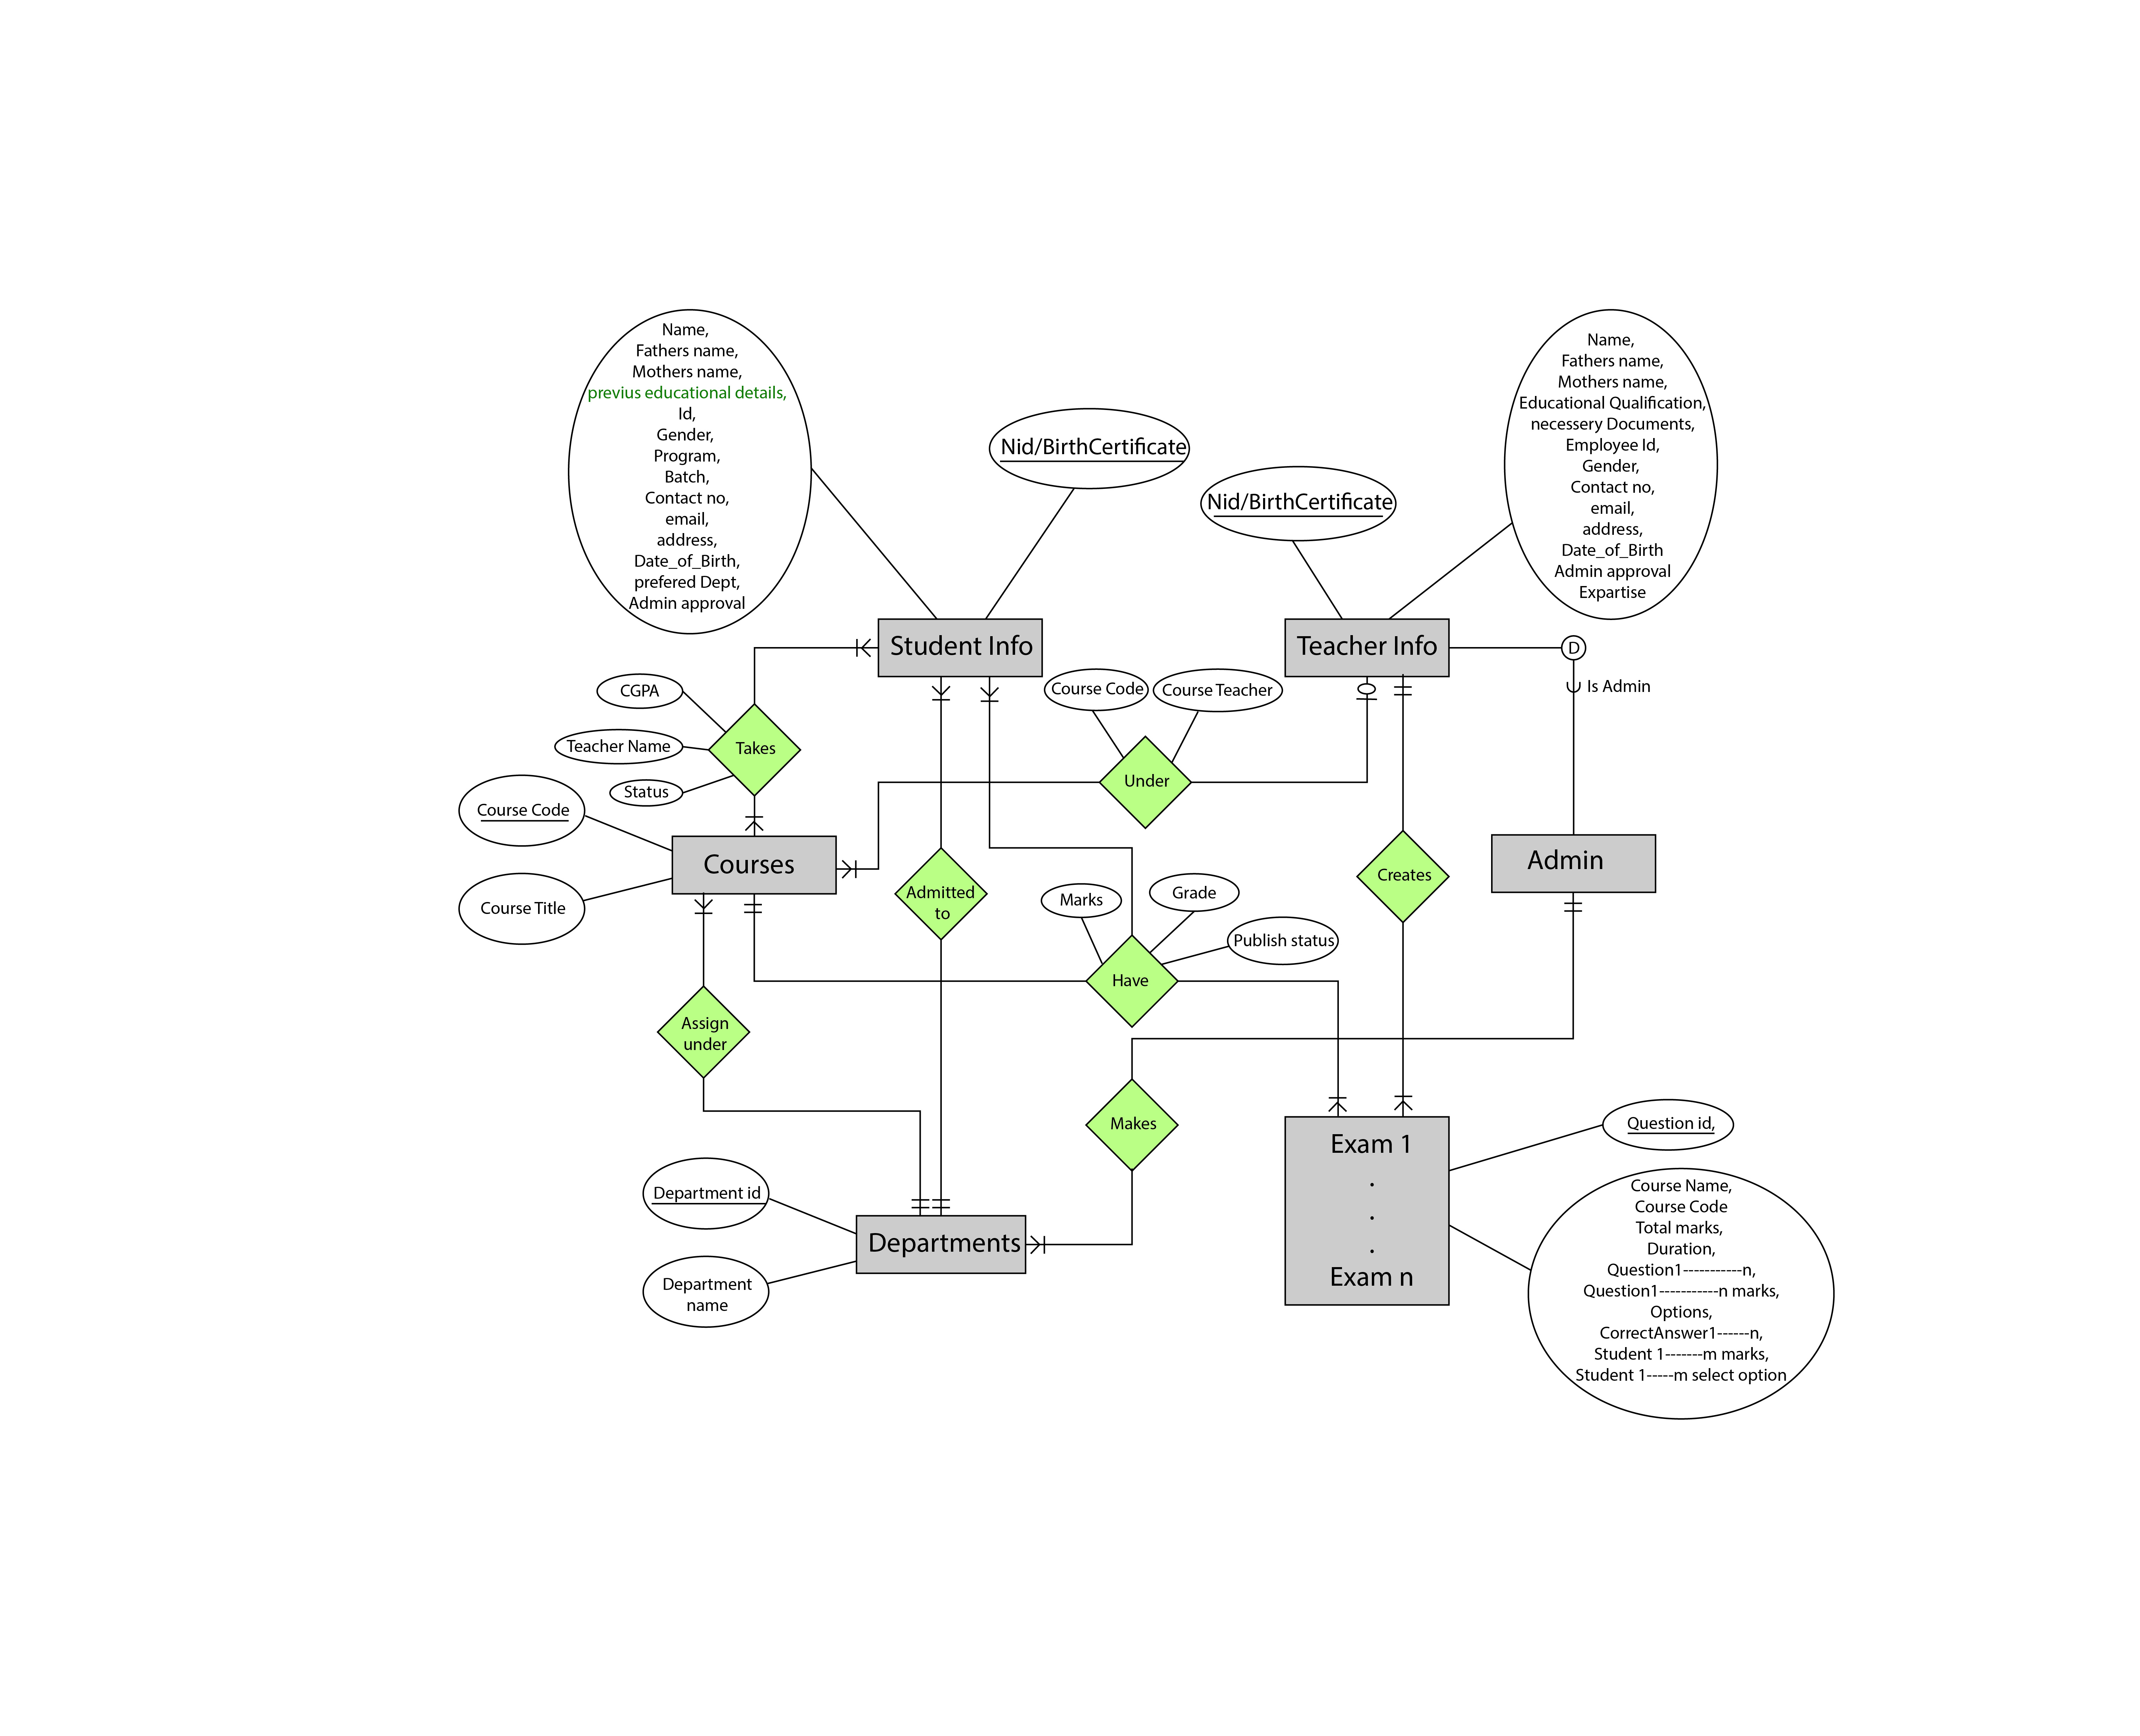 Name,
Fathers name,
Mothers name,
previus educational details,
Id,
Gender,
Program,
Batch,
Contact no,
email,
address,
Date_of_Birth,
prefered Dept,
Admin approval
Nid/BirthCertificate
Nid/BirthCertificate
Name,
Fathers name,
Mothers name,
Educational Qualification,
necessery Documents,
Employee Id,
Gender,
Contact no,
email,
address,
Date_of_Birth
Admin approval
Expartise
Student Info
Teacher Info
D
Is Admin
CGPA
Teacher Name
Status
Takes
Course Code
Course Teacher
Under
Course Code
Course Title
Courses
Admitted
to
Creates
Admin
Marks
Grade
Publish status
Have
Assign
under
Makes
Department id
Department
name
Departments
Exam 1
.
.
.
Exam n
Question id,
Course Name,
Course Code
Total marks,
Duration,
Question1-----------n,
Question1-----------n marks,
Options,
CorrectAnswer1------n,
Student 1-------m marks,
Student 1-----m select option